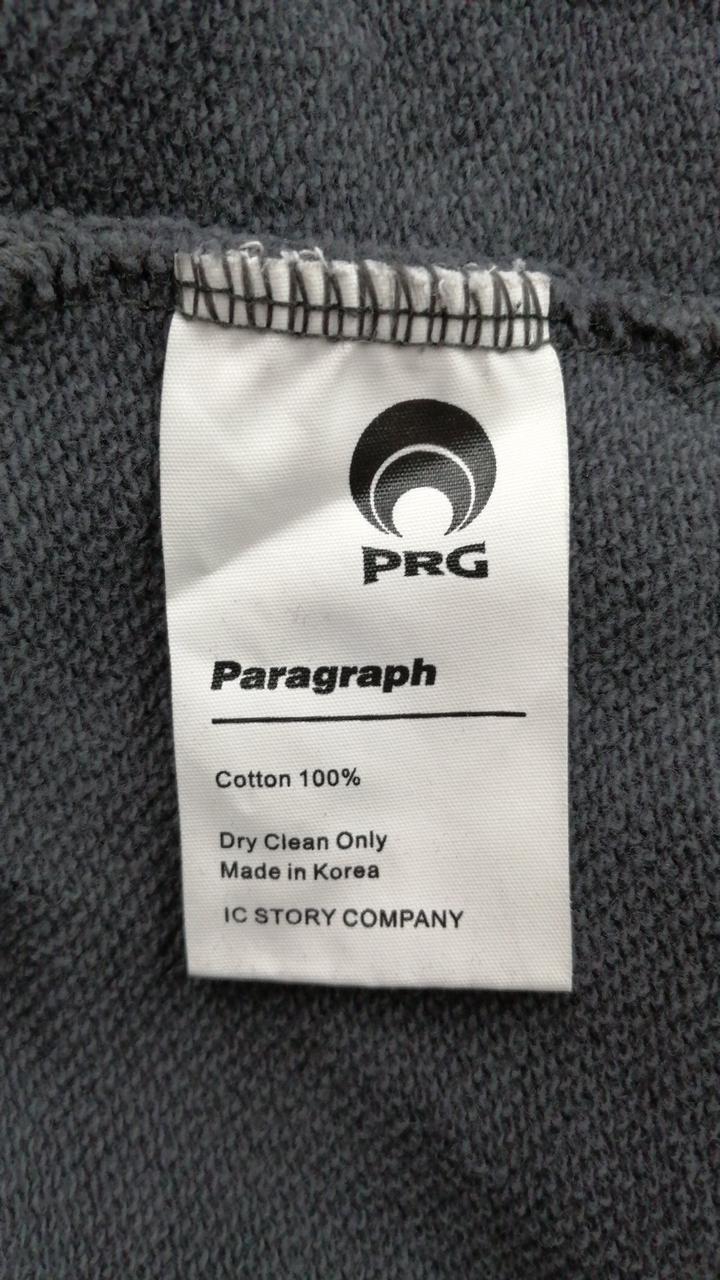 PRG
Paragraph
Cotton 100%
Dry Clean Only
Made in Korea
IC STORY COMPANY